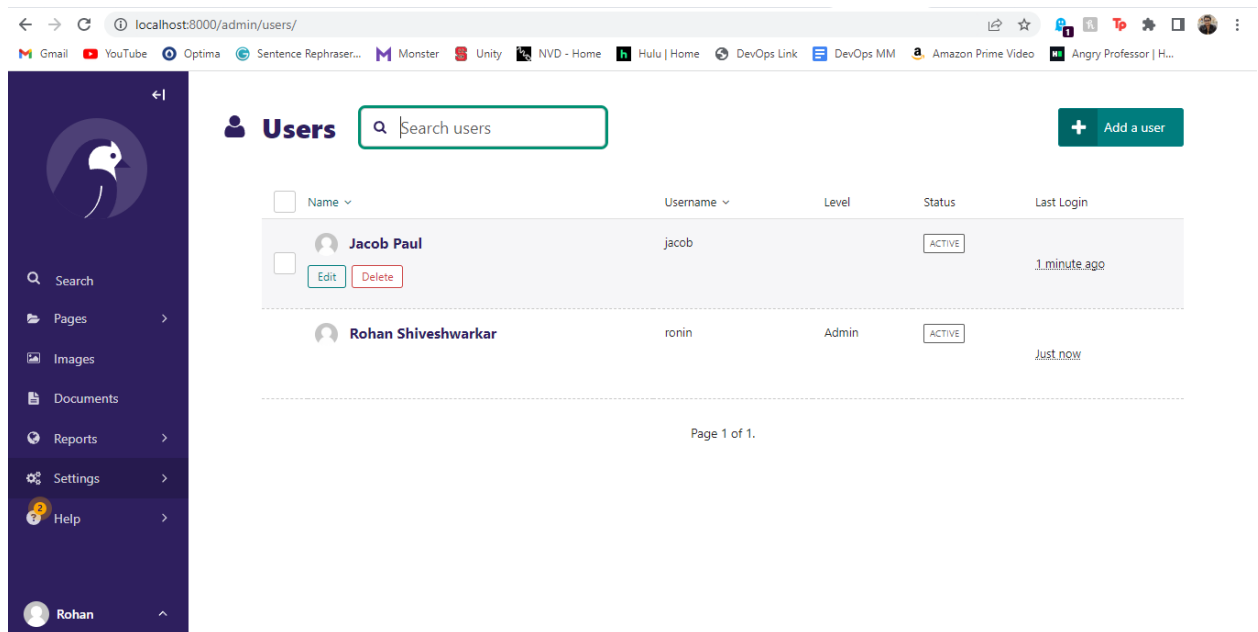 localhost:8000/admin/users/
1
Tp
Gmail YouTube Optima Sentence Rephraser... Monster Unity NVD - Home h Hulu | Home DevOps Link DevOps MM a Amazon Prime Video Angry Professor | H...
Users
Search users
Add a user
Name Username Level Status Last Login
Jacob Paul jacob ACTIVE
1 minute ago
Edit Delete
Rohan Shiveshwarkar ronin Admin ACTIVE
Just now
Page 1 of 1.
Search
Pages
Images
Documents
Reports
Settings
2
? Help
Rohan